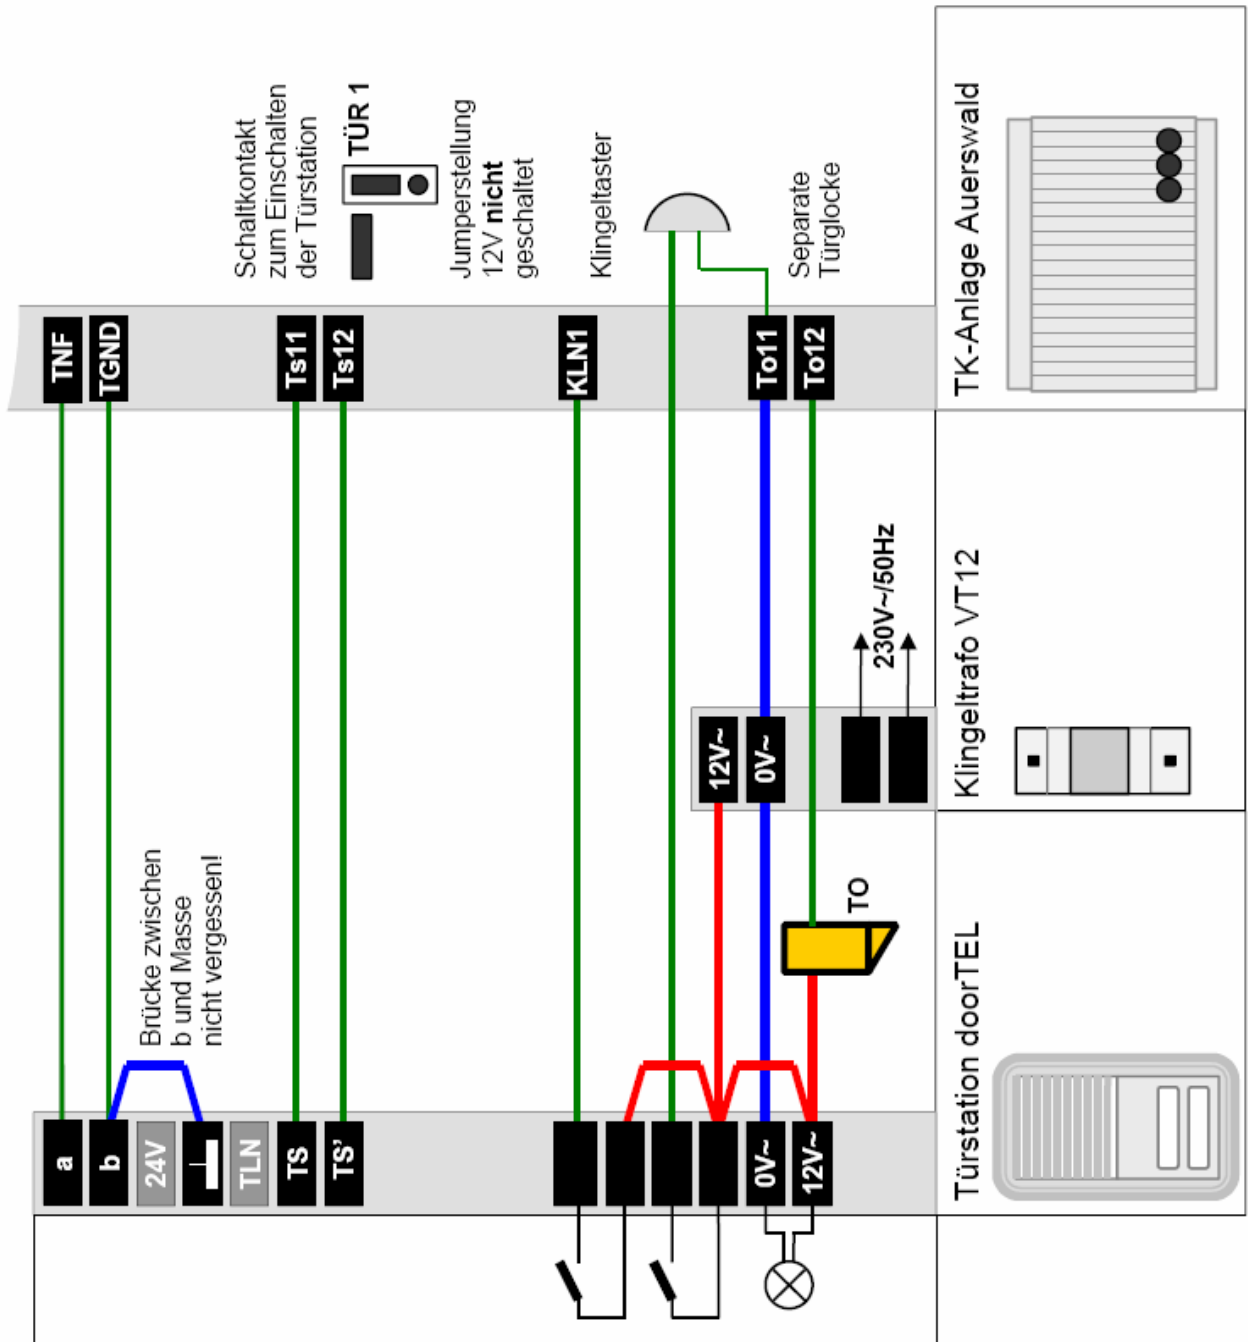 TK-Anlage Auerswald
Klingeltrafo VT12
Türstation doorTEL
TNF
TGND
Schaltkontakt
zum Einschalten
der Türstation
TÜR 1
Ts11
Ts12
Jumperstellung
12V nicht
geschaltet
Klingeltaster
KLN1
To11
To12
Separate
Türglocke
230V~/50Hz
12V~
0V~
Brücke zwischen
b und Masse
nicht vergessen!
TO
a
b
24V
TLN
TS
TS'
0V~
12V~